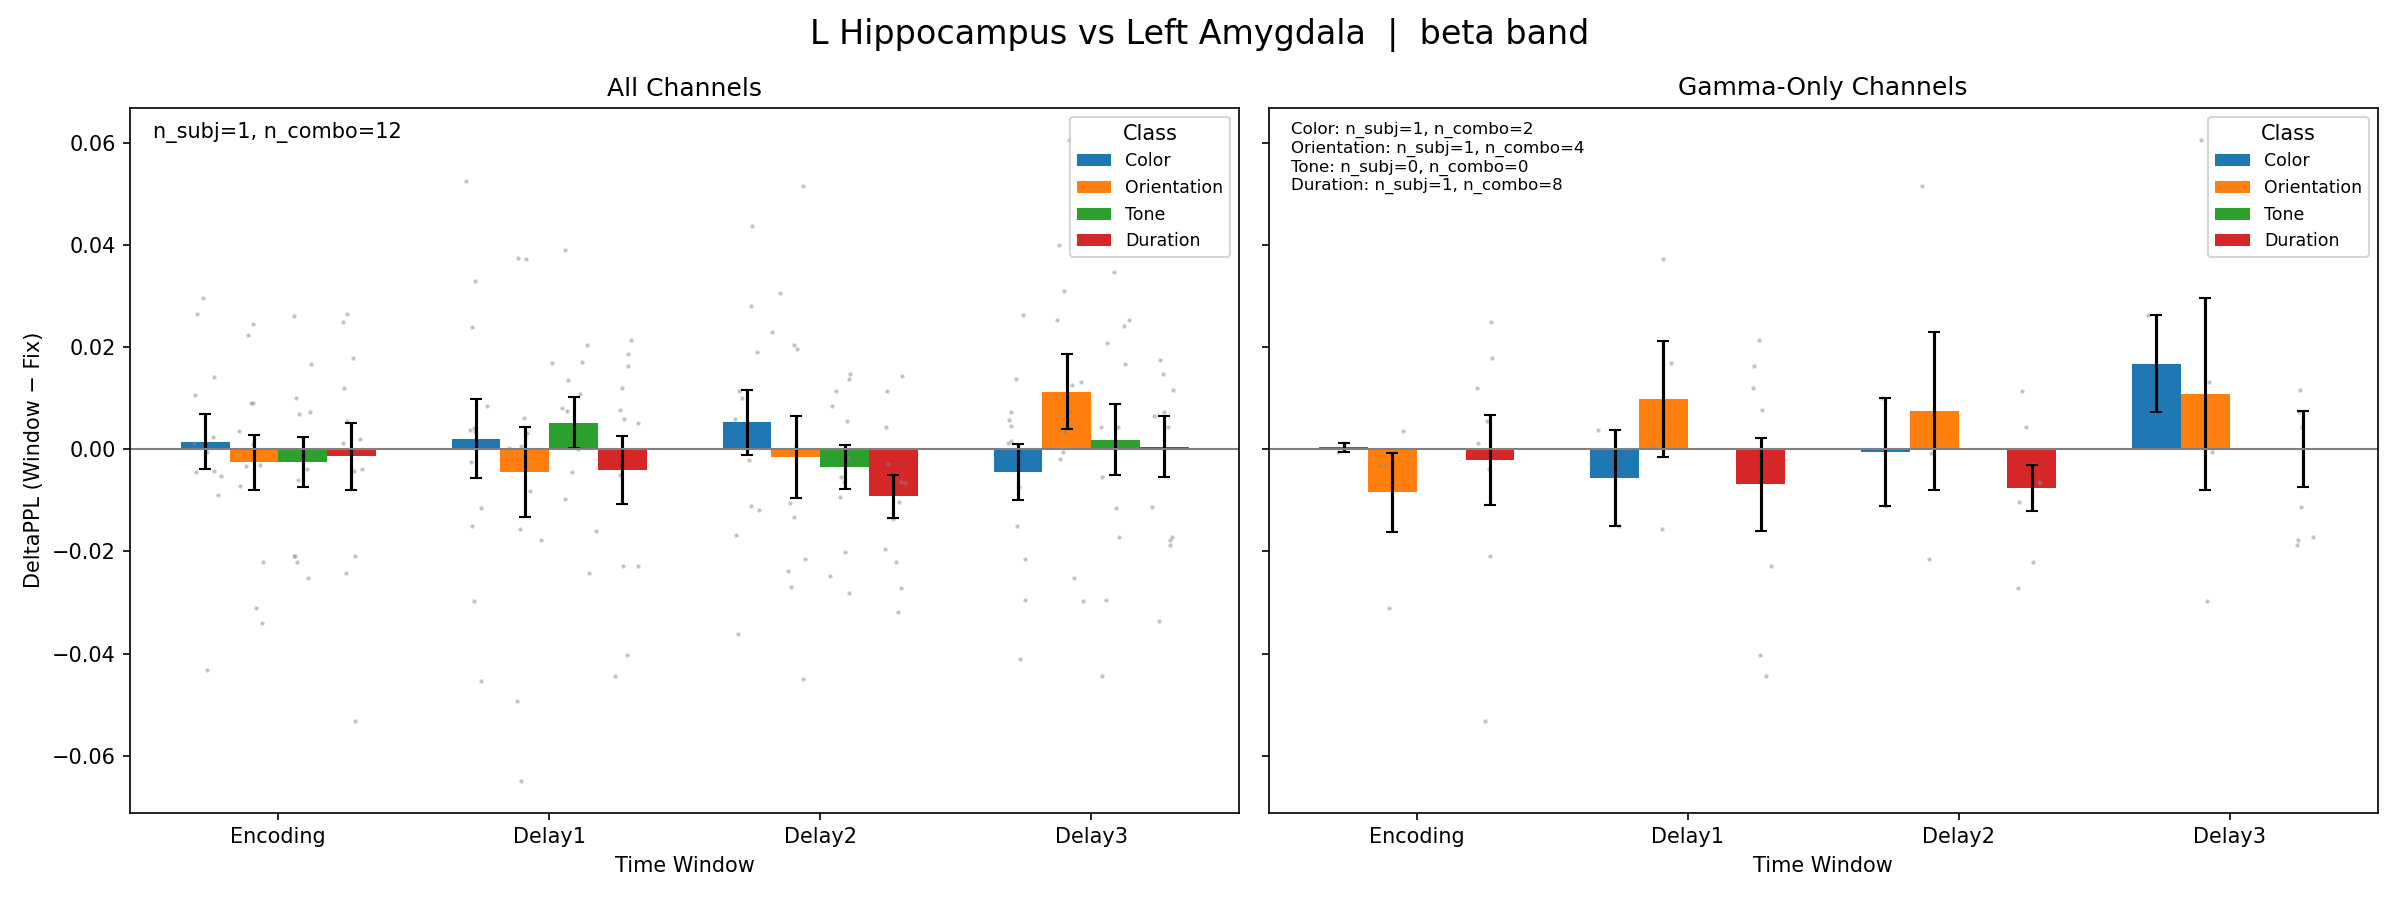 L Hippocampus vs Left Amygdala | beta band
All Channels
n_subj=1, n_combo=12
Class
Color
Orientation
Tone
Duration
0.06
0.04
0.02
0.00
−0.02
−0.04
−0.06
DeltaPPL (Window − Fix)
Encoding
Delay1
Delay2
Delay3
Time Window
Gamma-Only Channels
Color: n_subj=1, n_combo=2
Orientation: n_subj=1, n_combo=4
Tone: n_subj=0, n_combo=0
Duration: n_subj=1, n_combo=8
Class
Color
Orientation
Tone
Duration
Encoding
Delay1
Delay2
Delay3
Time Window